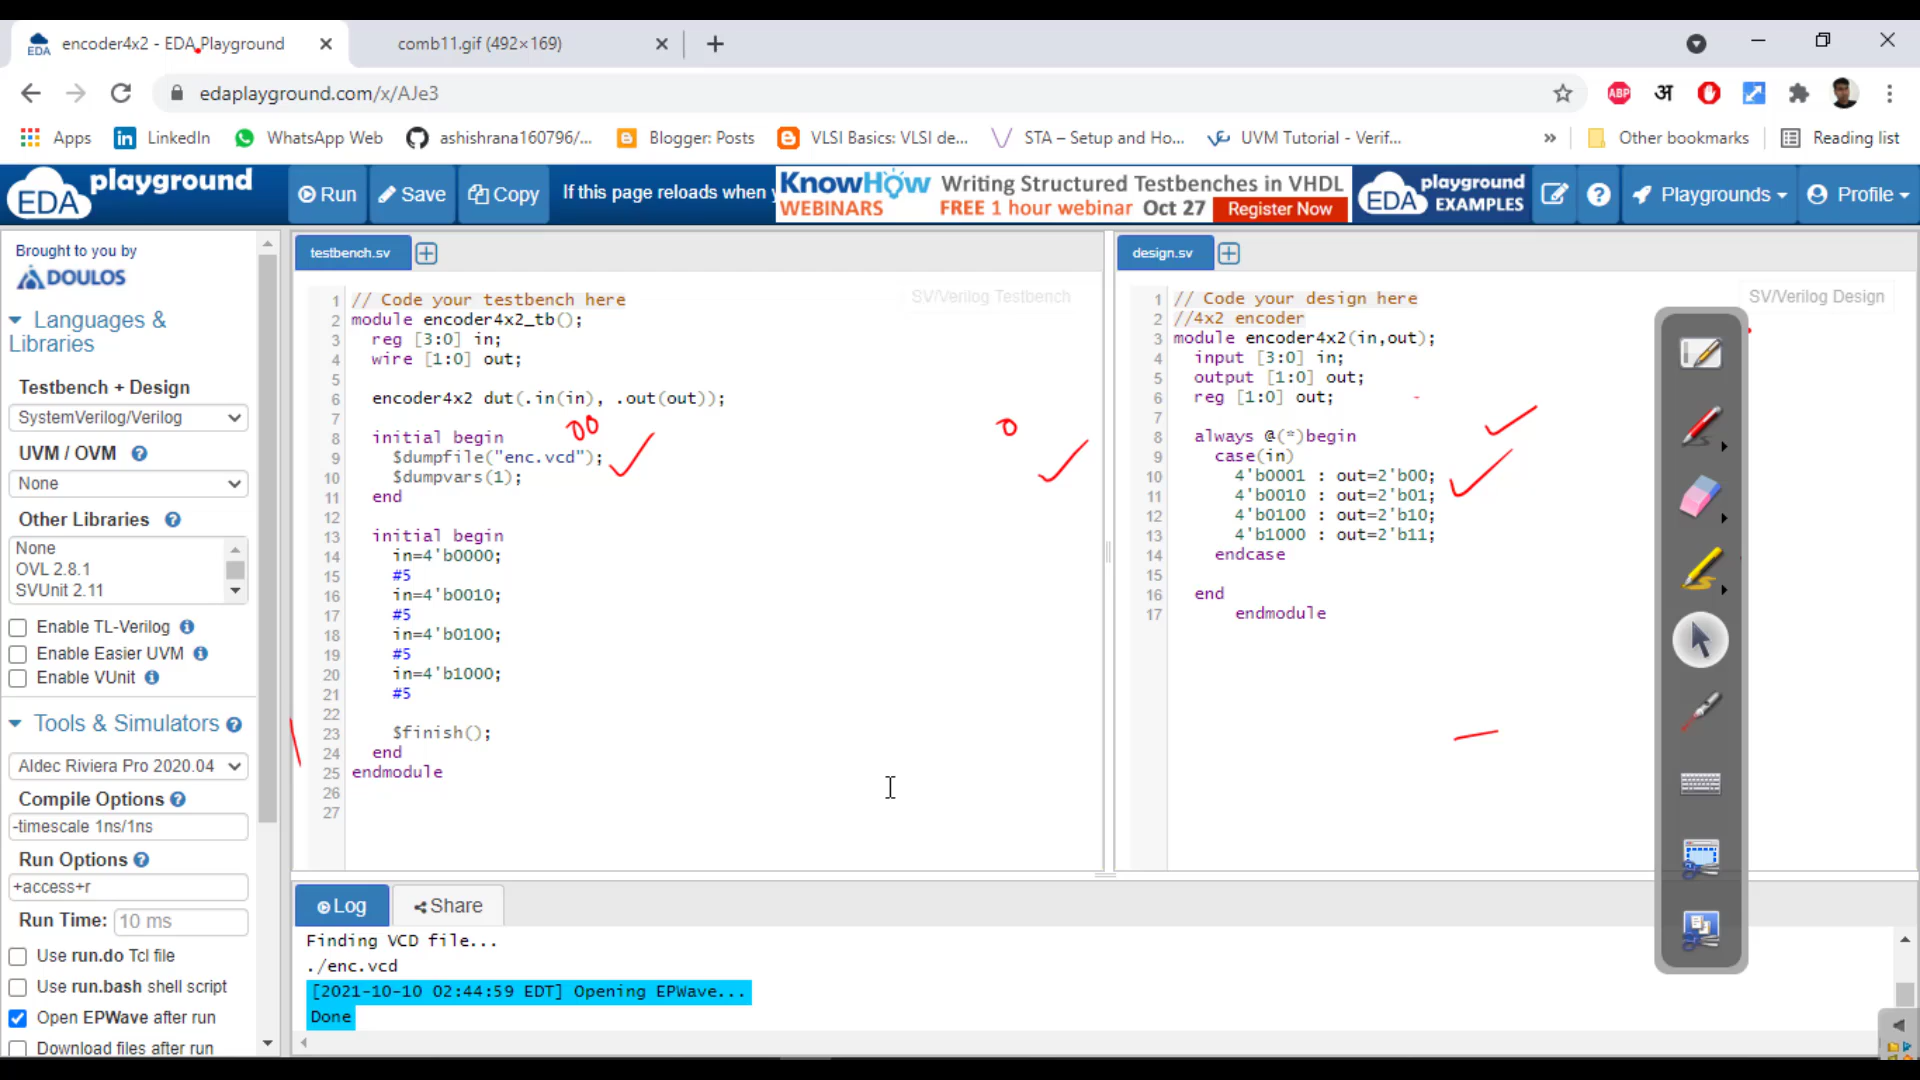 encoder4x2 - EDA Playground
comb11.gif (492×169)
edaplayground.com/x/AJe3
ABP
अ
Apps
LinkedIn
WhatsApp Web
ashishrana160796/...
Blogger: Posts
VLSI Basics: VLSI de...
STA – Setup and Ho...
UVM Tutorial - Verif...
»
Other bookmarks
Reading list
EDA playground
Run
Save
Copy
If this page reloads when y
KnowHow WEBINARS
Writing Structured Testbenches in VHDL
FREE 1 hour webinar Oct 27 Register Now
EDA playground EXAMPLES
Playgrounds
Profile
Brought to you by
DOULOS
Languages & Libraries
Testbench + Design
SystemVerilog/Verilog
UVM / OVM
None
Other Libraries
None
OVL 2.8.1
SVUnit 2.11
Enable TL-Verilog
Enable Easier UVM
Enable VUnit
Tools & Simulators
Aldec Riviera Pro 2020.04
Compile Options
-timescale 1ns/1ns
Run Options
+access+r
Run Time: 10 ms
Use run.do Tcl file
Use run.bash shell script
Open EPWave after run
Download files after run
testbench.sv
SV/Verilog Testbench
1 // Code your testbench here
2 module encoder4x2_tb();
3 reg [3:0] in;
4 wire [1:0] out;
5
6 encoder4x2 dut(.in(in), .out(out));
7
00
0
8 initial begin
9 $dumpfile("enc.vcd");
10 $dumpvars(1);
11 end
12
13 initial begin
14 in=4'b0000;
15 #5
16 in=4'b0010;
17 #5
18 in=4'b0100;
19 #5
20 in=4'b1000;
21 #5
22
23 $finish();
24 end
25 endmodule
26
27
design.sv
SV/Verilog Design
1 // Code your design here
2 //4x2 encoder
3 module encoder4x2(in,out);
4 input [3:0] in;
5 output [1:0] out;
6 reg [1:0] out;
7
8 always @(*)begin
9 case(in)
10 4'b0001 : out=2'b00;
11 4'b0010 : out=2'b01;
12 4'b0100 : out=2'b10;
13 4'b1000 : out=2'b11;
14 endcase
15
16 end
17 endmodule
Log
Share
Finding VCD file...
./enc.vcd
[2021-10-10 02:44:59 EDT] Opening EPWave...
Done